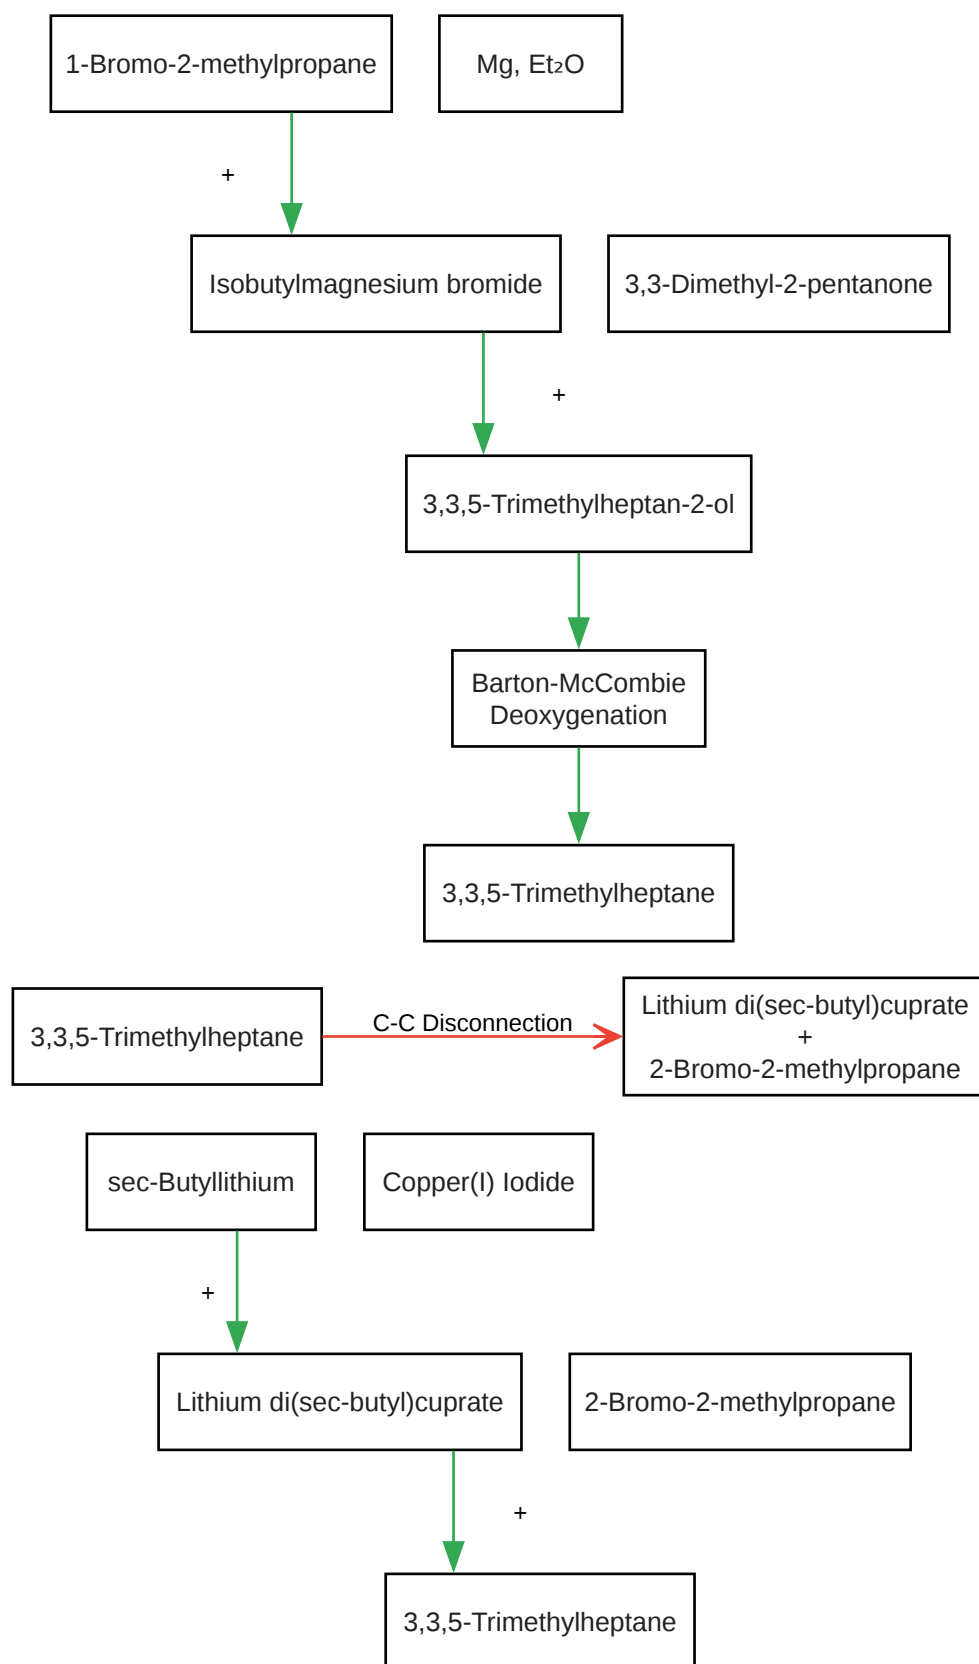 1-Bromo-2-methylpropane
Mg, Et₂O
+
Isobutylmagnesium bromide
3,3-Dimethyl-2-pentanone
+
3,3,5-Trimethylheptan-2-ol
Barton-McCombie
Deoxygenation
3,3,5-Trimethylheptane
3,3,5-Trimethylheptane
C-C Disconnection
Lithium di(sec-butyl)cuprate
+
2-Bromo-2-methylpropane
sec-Butyllithium
Copper(I) Iodide
+
Lithium di(sec-butyl)cuprate
2-Bromo-2-methylpropane
+
3,3,5-Trimethylheptane